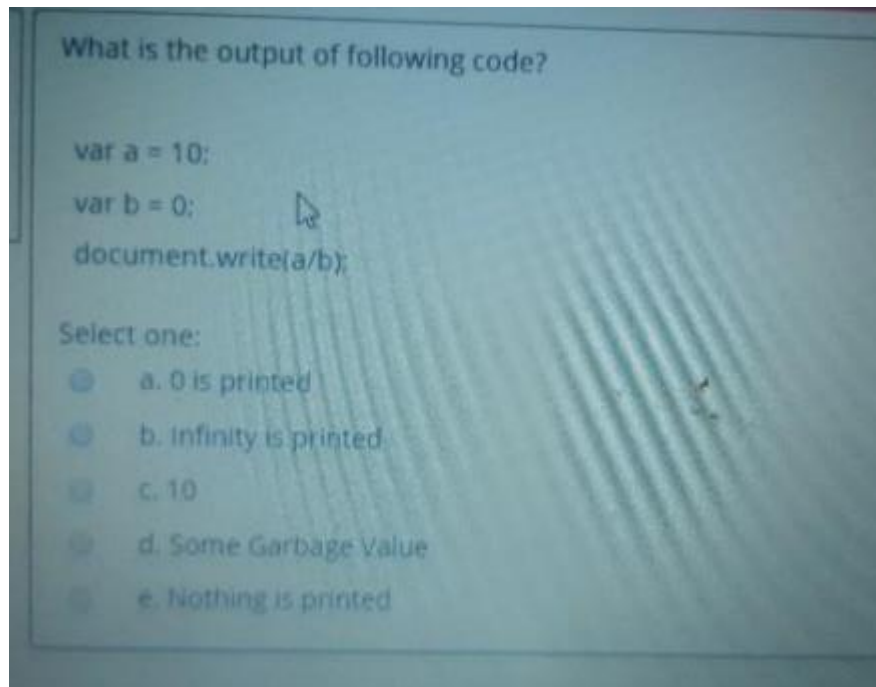 What is the output of following code?
var a = 10;
var b = 0;
document.write(a/b);
Select one:
a. 0 is printed
b. Infinity is printed
c. 10
d. Some Garbage Value
e. Nothing is printed